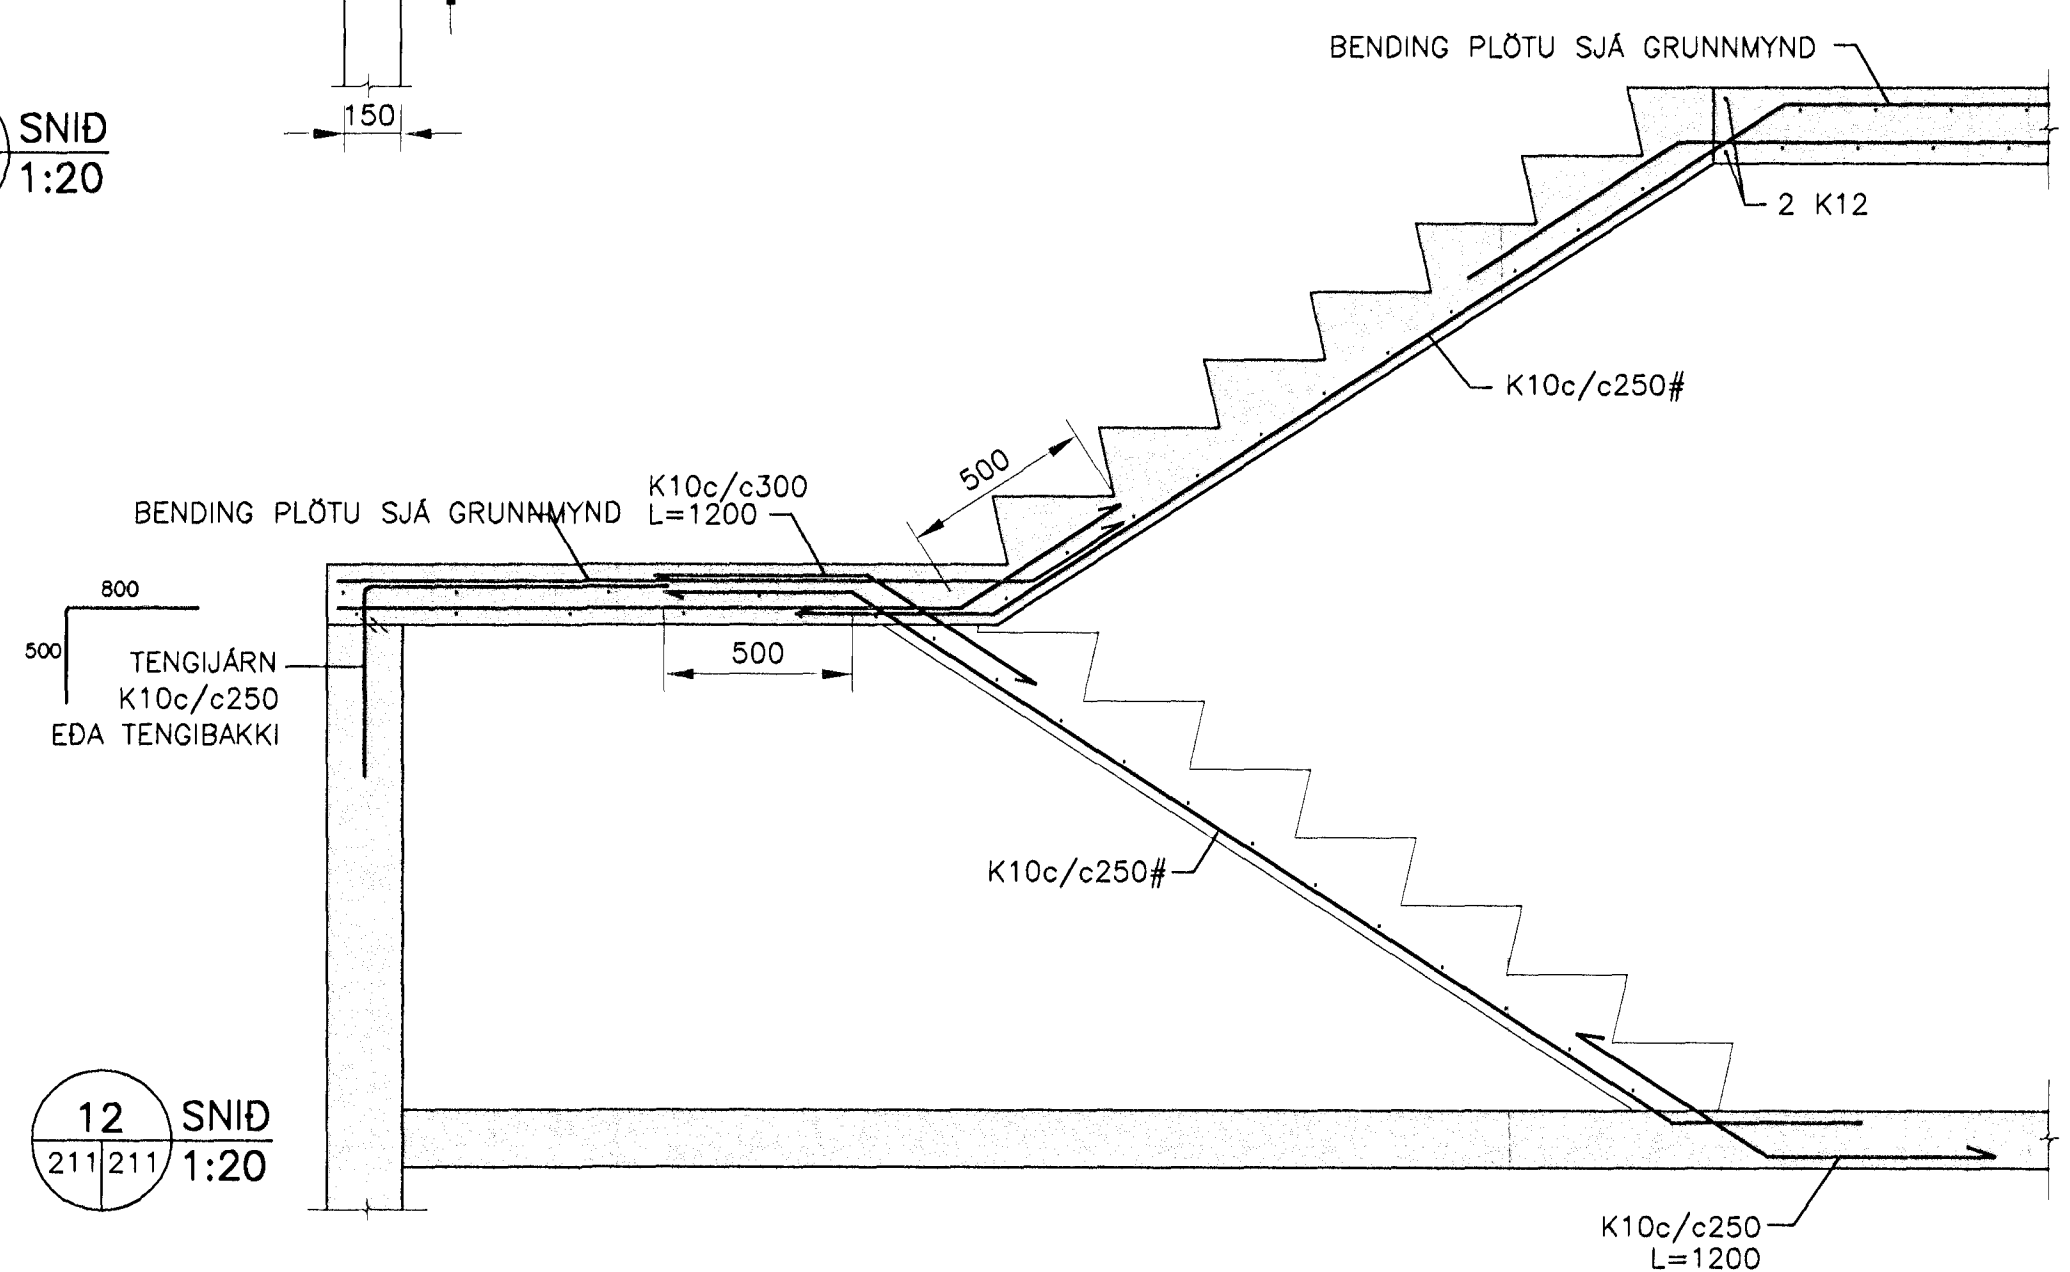 BENDING PLÖTU SJÁ GRUNNMYND
150
SNIÐ
1:20
2 K12
K10c/c250#
500
K10c/c300
L=1200
BENDING PLÖTU SJÁ GRUNNMYND
800
500
TENGIJÁRN
K10c/c250
EÐA TENGIBAKKI
500
K10c/c250#
12
211 211
SNIÐ
1:20
K10c/c250
L=1200